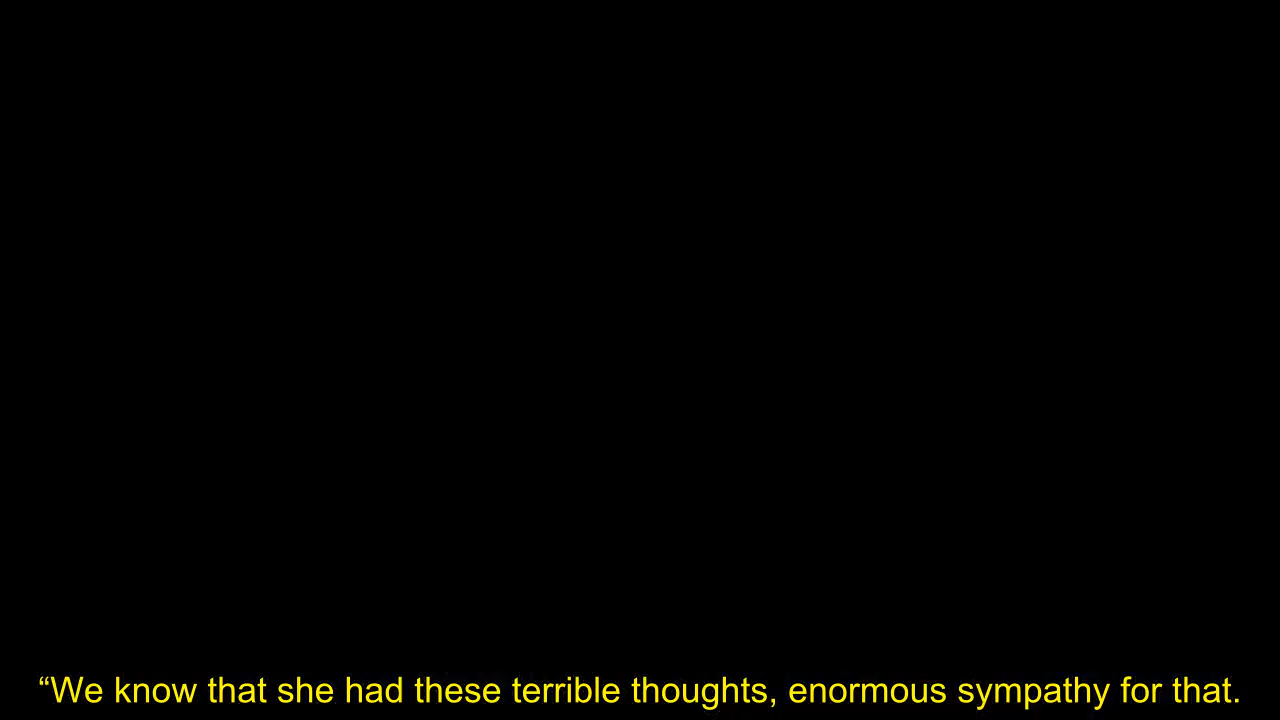 “We know that she had these terrible thoughts, enormous sympathy for that.